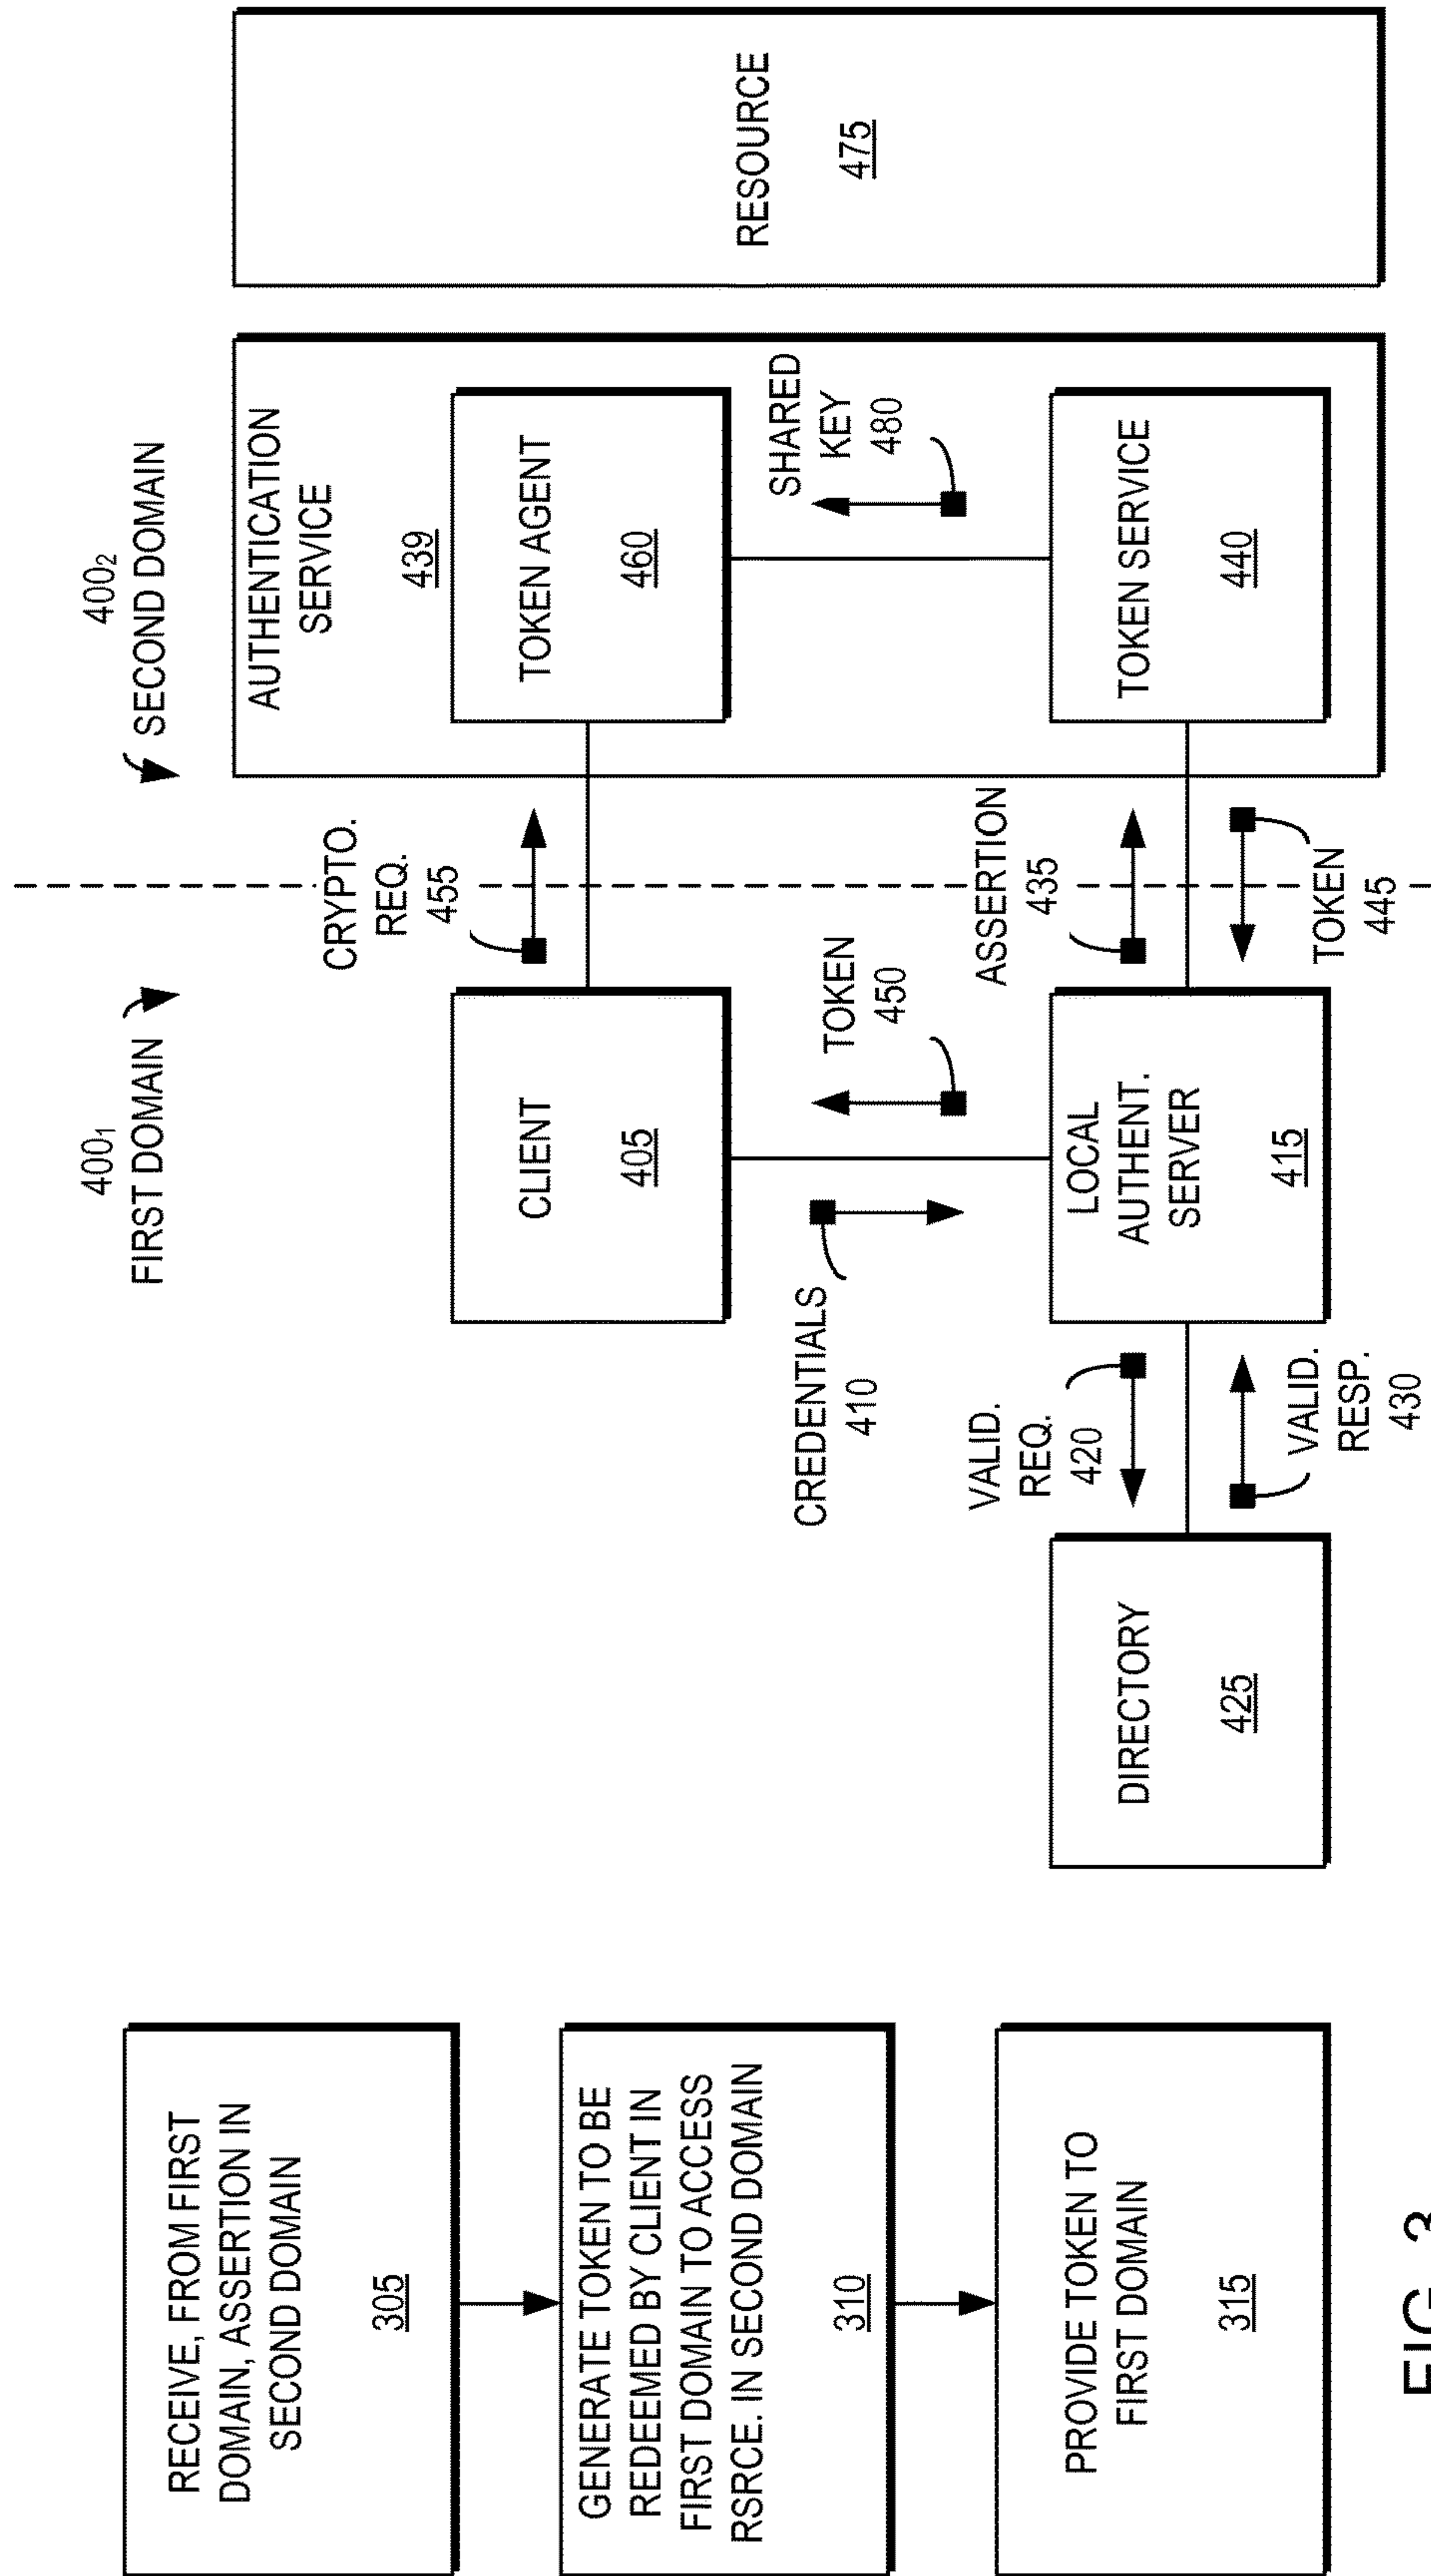 RECEIVE, FROM FIRST
DOMAIN, ASSERTION IN
SECOND DOMAIN
305
GENERATE TOKEN TO BE
REDEEMED BY CLIENT IN
FIRST DOMAIN TO ACCESS
RSRCE. IN SECOND DOMAIN
310
PROVIDE TOKEN TO
FIRST DOMAIN
315
400₁
FIRST DOMAIN
400₂
SECOND DOMAIN
CLIENT
405
CRYPTO.
REQ.
455
AUTHENTICATION
SERVICE
439
TOKEN AGENT
460
RESOURCE
475
CREDENTIALS
410
TOKEN
450
SHARED
KEY
480
DIRECTORY
425
VALID.
REQ.
420
VALID.
RESP.
430
LOCAL
AUTHENT.
SERVER
415
ASSERTION
435
TOKEN
445
TOKEN SERVICE
440
FIG. 3